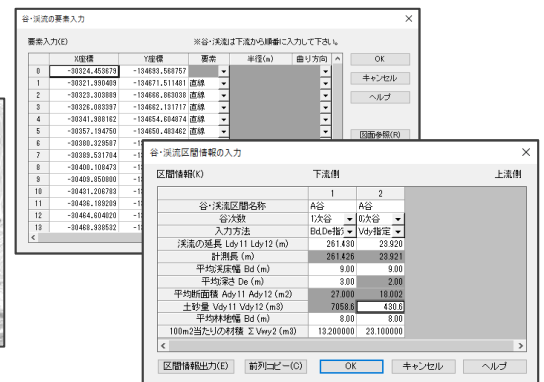 谷・渓流の要素入力
要素入力(E) ※谷・渓流は下流から順番に入力して下さい。
X座標 Y座標 要素 半径(m) 曲り方向
0 -30324.453679 -134693.568757
1 -30321.990409 -134671.511481 直線
2 -30323.303889 -134666.863038 直線
3 -30326.083397 -134662.131717 直線
4 -30341.988162 -134654.604874 直線
5 -30357.194750 -134650.483462 直線
6 -30380.329587
7 -30389.531704
8 -30400.108473
9 -30409.850800
10 -30431.206783
11 -30436.189209
12 -30464.604020
13 -30468.938532
OK
キャンセル
ヘルプ
図面参照(R)
谷・渓流区間情報の入力
区間情報(K) 下流側 上流側
1 2
谷・渓流区間名称 A谷 A谷
谷次数 1次谷 0次谷
入力方法 Bd,De指定 Vdy指定
渓流の延長 Ldy11 Ldy12 (m) 261.430 23.920
計測長 (m) 261.426 23.921
平均渓床幅 Bd (m) 9.00 9.00
平均深さ De (m) 3.00 2.00
平均断面積 Ady11 Ady12 (m2) 27.000 18.002
土砂量 Vdy11 Vdy12 (m3) 7058.6 430.6
平均林地幅 Bd (m) 8.00 8.00
100m2当たりの材積 ΣVwy2 (m3) 13.200000 23.100000
区間情報出力(E) 前列コピー(C) OK キャンセル ヘルプ